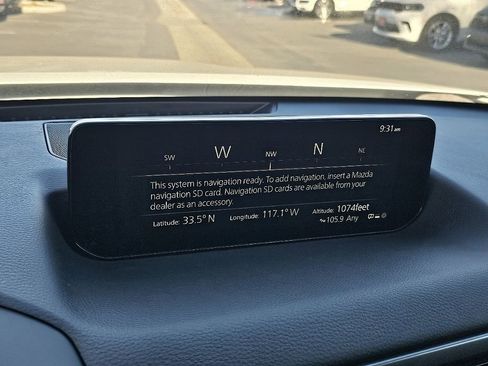 9:31 am
SW W NW N NE
This system is navigation ready. To add navigation, insert a Mazda
navigation SD card. Navigation SD cards are available from your
dealer as an accessory.
Latitude: 33.5° N Longitude: 117.1° W Altitude: 1074feet
105.9 Any